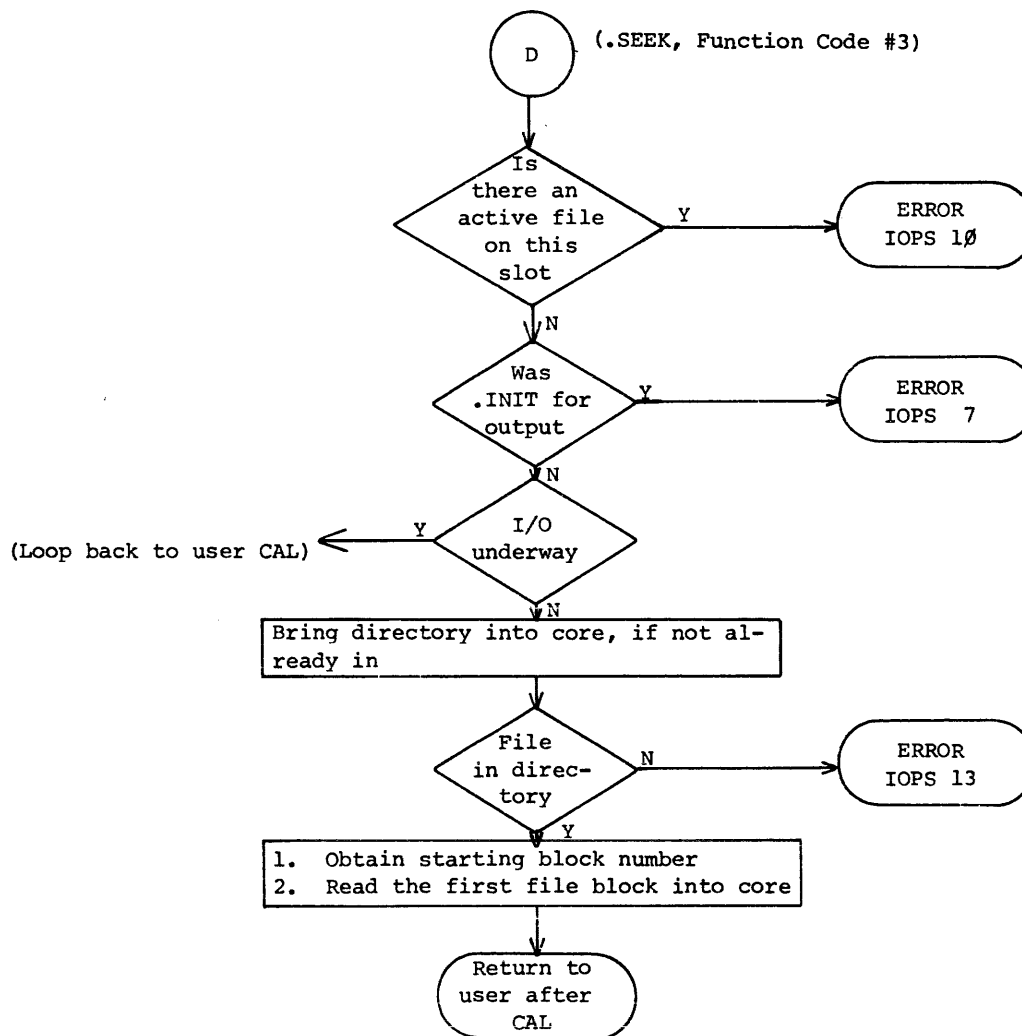 D
(.SEEK, Function Code #3)
Is
there an
active file
on this
slot
Y
ERROR
IOPS 1Ø
N
Was
.INIT for
output
Y
ERROR
IOPS 7
N
I/O
underway
Y
(Loop back to user CAL)
N
Bring directory into core, if not al-
ready in
File
in direc-
tory
N
ERROR
IOPS 13
Y
1. Obtain starting block number
2. Read the first file block into core
Return to
user after
CAL